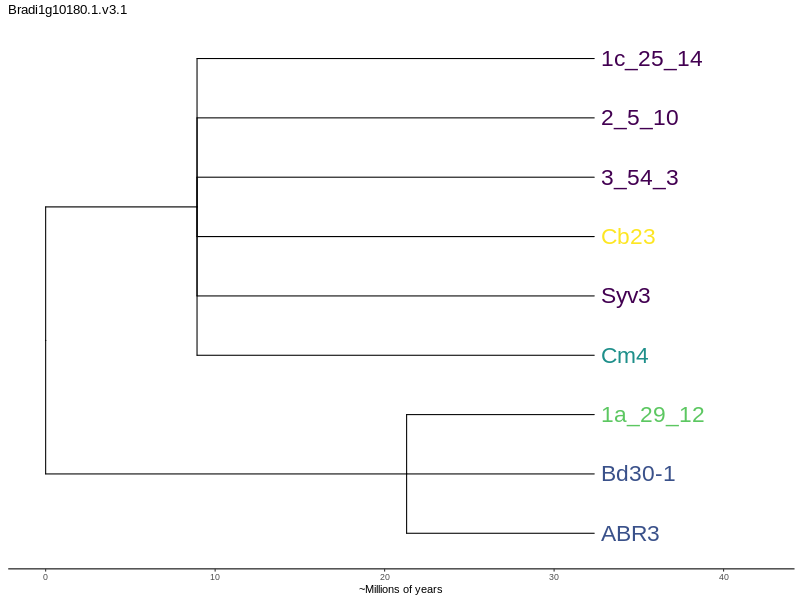 Bradi1g10180.1.v3.1
1c_25_14
2_5_10
3_54_3
Cb23
Syv3
Cm4
1a_29_12
Bd30-1
ABR3
0 10 20 30 40
~Millions of years